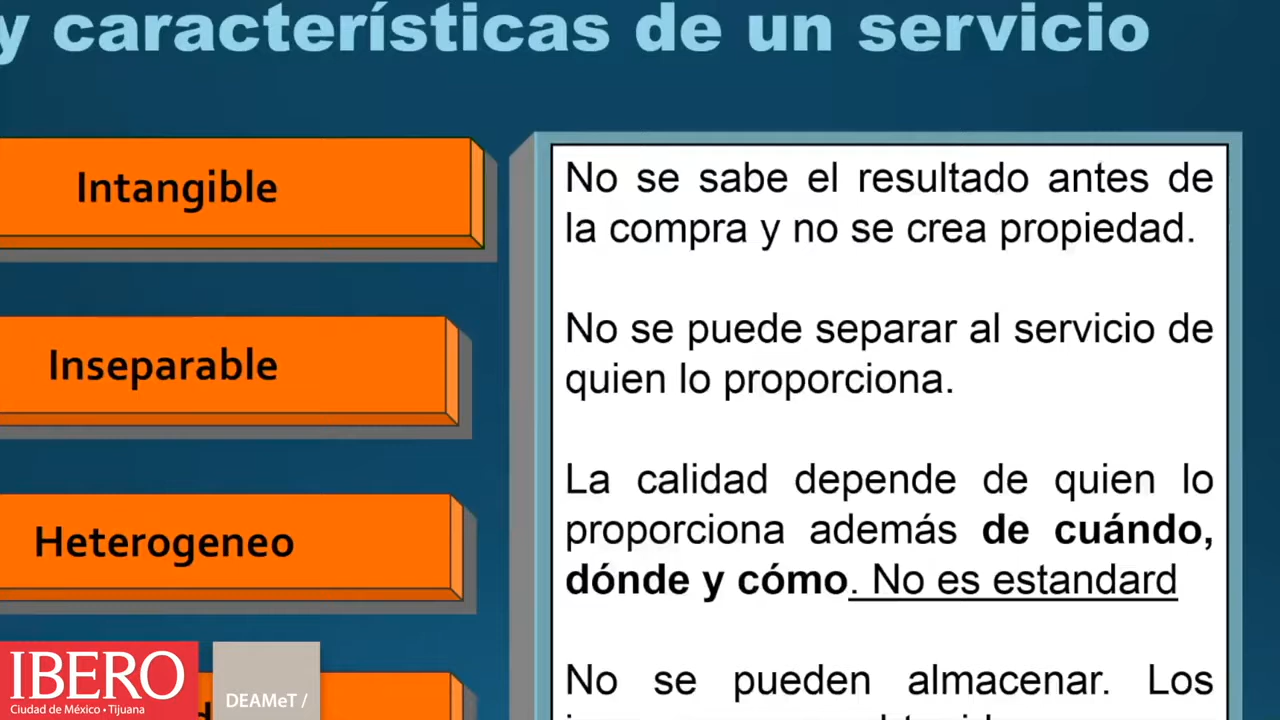 y características de un servicio
Intangible
No se sabe el resultado antes de
la compra y no se crea propiedad.
Inseparable
No se puede separar al servicio de
quien lo proporciona.
Heterogeneo
La calidad depende de quien lo
proporciona además de cuándo,
dónde y cómo. No es estandard
No se pueden almacenar. Los
IBERO
Ciudad de México • Tijuana
DEAMeT /